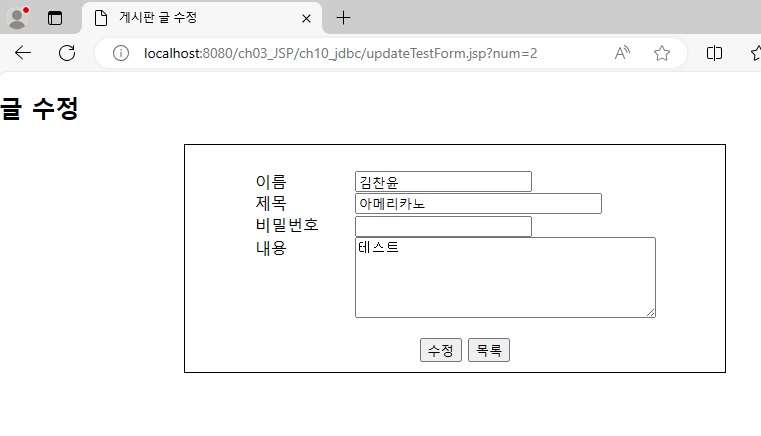 게시판 글 수정
localhost:8080/ch03_JSP/ch10_jdbc/updateTestForm.jsp?num=2
글 수정
이름 김찬윤
제목 아메리카노
비밀번호
내용 테스트
수정 목록